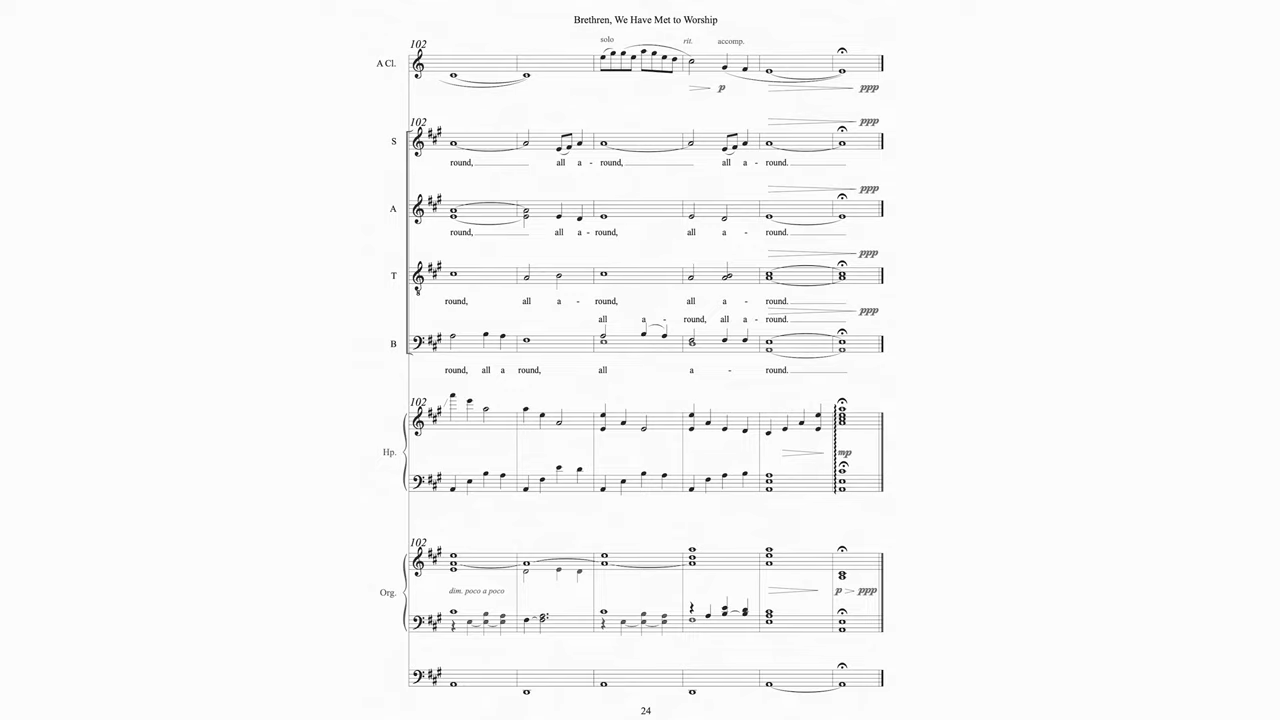 Brethren, We Have Met to Worship
102 solo rit. accomp.
A Cl.
p ppp
102 ppp
S
round, all a - round, all a - round.
ppp
A
round, all a - round, all a - round.
ppp
T
round, all a - round, all a - round.
ppp
all a - round, all a - round.
B
round, all a round, all a - round.
102
Hp. mp
102
dim. poco a poco p ppp
Org.
24